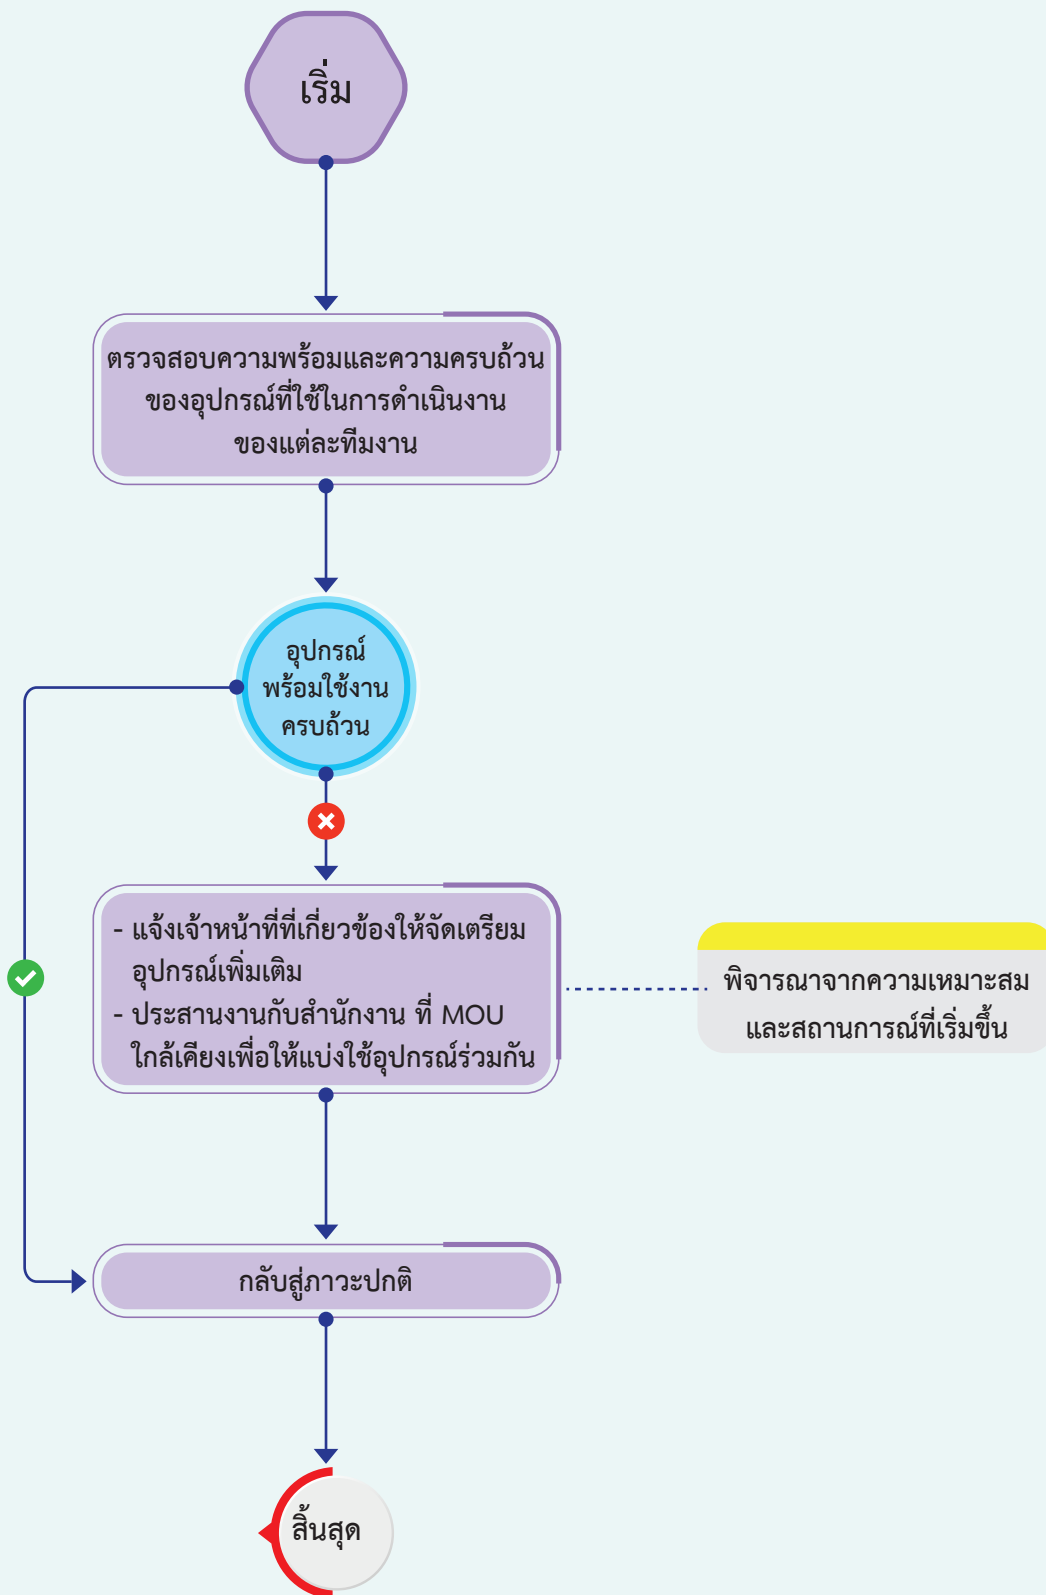 เริ่ม
ตรวจสอบความพร้อมและความครบถ้วน
ของอุปกรณ์ที่ใช้ในการดำเนินงาน
ของแต่ละทีมงาน
อุปกรณ์
พร้อมใช้งาน
ครบถ้วน
- แจ้งเจ้าหน้าที่ที่เกี่ยวข้องให้จัดเตรียม
อุปกรณ์เพิ่มเติม
- ประสานงานกับสำนักงาน ที่ MOU
ใกล้เคียงเพื่อให้แบ่งใช้อุปกรณ์ร่วมกัน
พิจารณาจากความเหมาะสม
และสถานการณ์ที่เริ่มขึ้น
กลับสู่ภาวะปกติ
สิ้นสุด